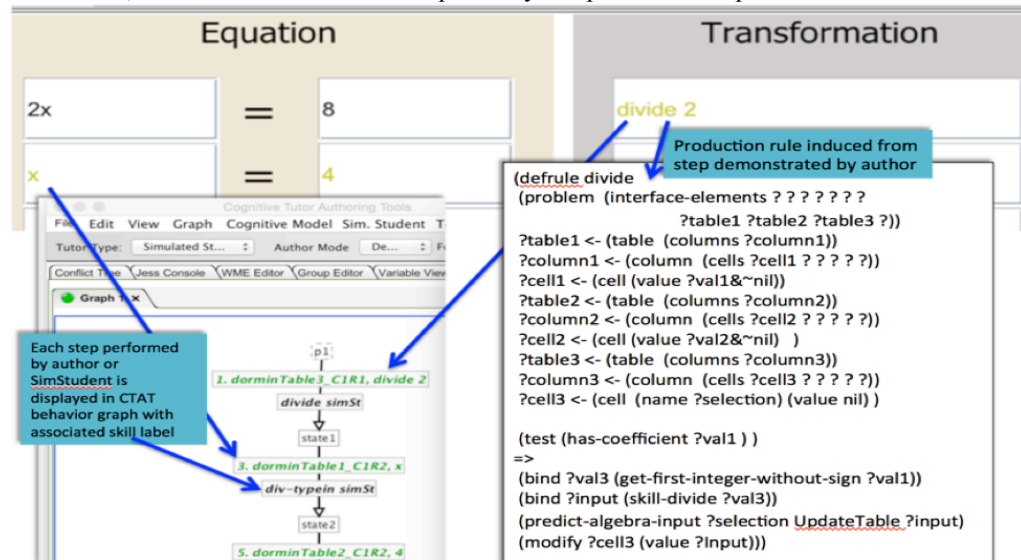 Equation
Transformation
2x
=
8
divide 2
x
=
4
Production rule induced from
step demonstrated by author
Cognitive Tutor Authoring Tools
File Edit View Graph Cognitive Model Sim. Student
Tutor Type: Simulated St... Author Mode De...
Conflict Tree Jess Console WME Editor Group Editor Variable View
Graph
Each step performed
by author or
SimStudent is
displayed in CTAT
behavior graph with
associated skill label
p1
1. dorminTable3_C1R1, divide 2
divide simSt
state1
3. dorminTable1_C1R2, x
div-typein simSt
state2
5. dorminTable2_C1R2, 4
(defrule divide
(problem (interface-elements ? ? ? ? ? ? ?
?table1 ?table2 ?table3 ?))
?table1 <- (table (columns ?column1))
?column1 <- (column (cells ?cell1 ? ? ? ? ?))
?cell1 <- (cell (value ?val1&~nil))
?table2 <- (table (columns ?column2))
?column2 <- (column (cells ?cell2 ? ? ? ? ?))
?cell2 <- (cell (value ?val2&~nil) )
?table3 <- (table (columns ?column3))
?column3 <- (column (cells ?cell3 ? ? ? ? ?))
?cell3 <- (cell (name ?selection) (value nil) )
(test (has-coefficient ?val1 ) )
=>
(bind ?val3 (get-first-integer-without-sign ?val1))
(bind ?input (skill-divide ?val3))
(predict-algebra-input ?selection UpdateTable ?input)
(modify ?cell3 (value ?Input)))